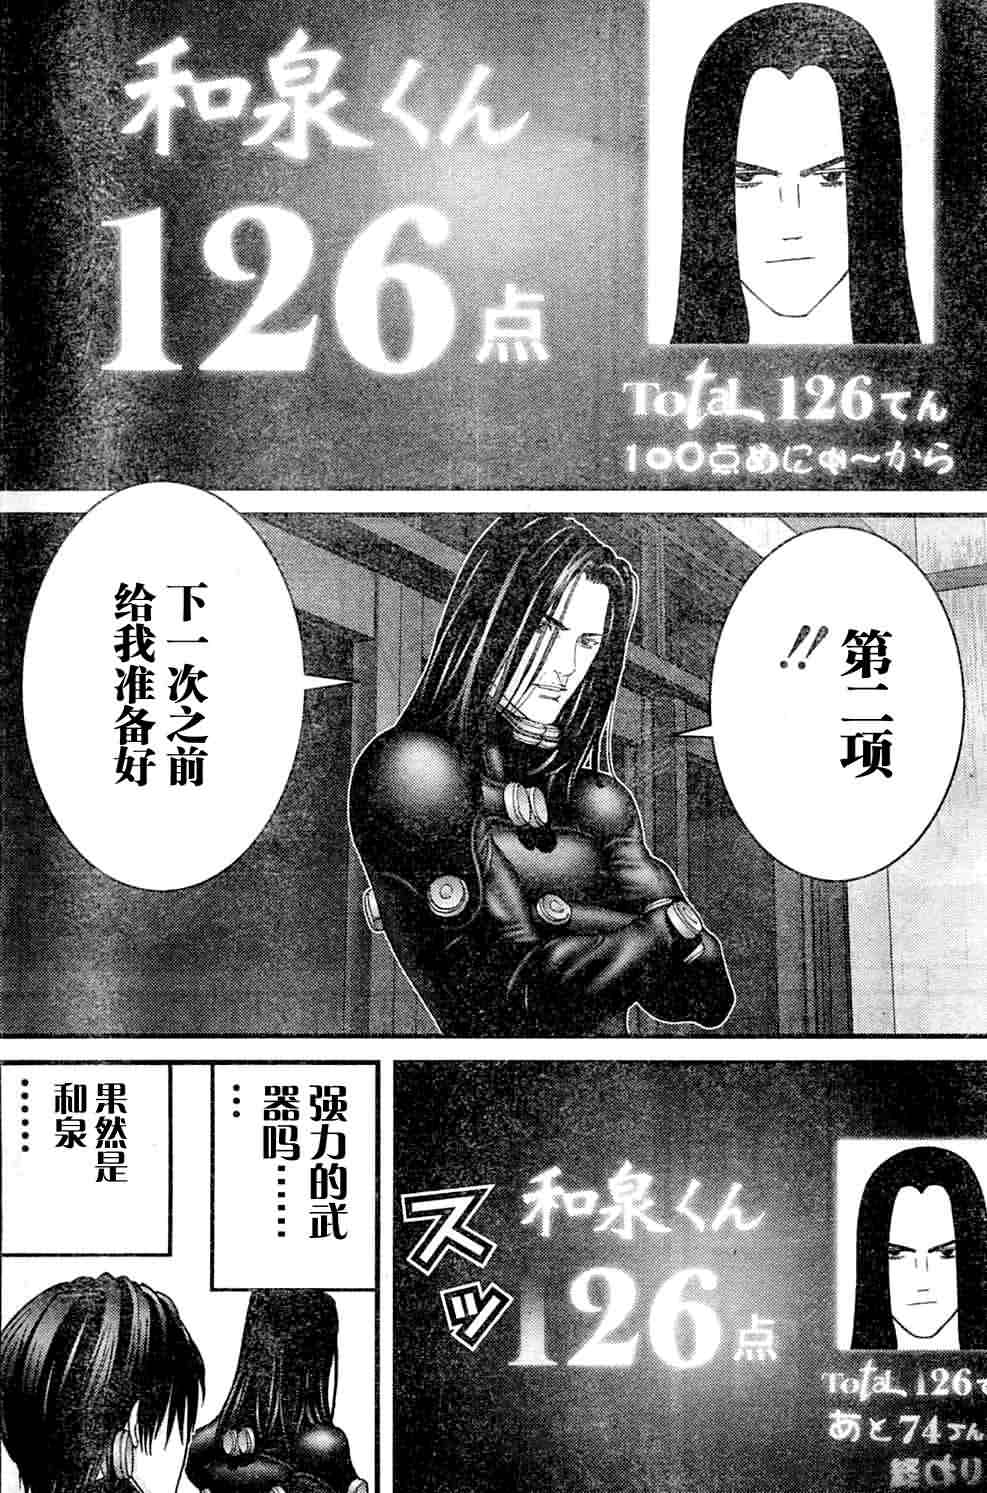 和泉くん
126点
Total 126てん
100点めにゅ～から
第二项
!!
下一次之前
给我准备好
和泉くん
126点
Total 126て
あと74てん
終わり
スッ
强力的武
器吗……
…
果然是
和泉
……